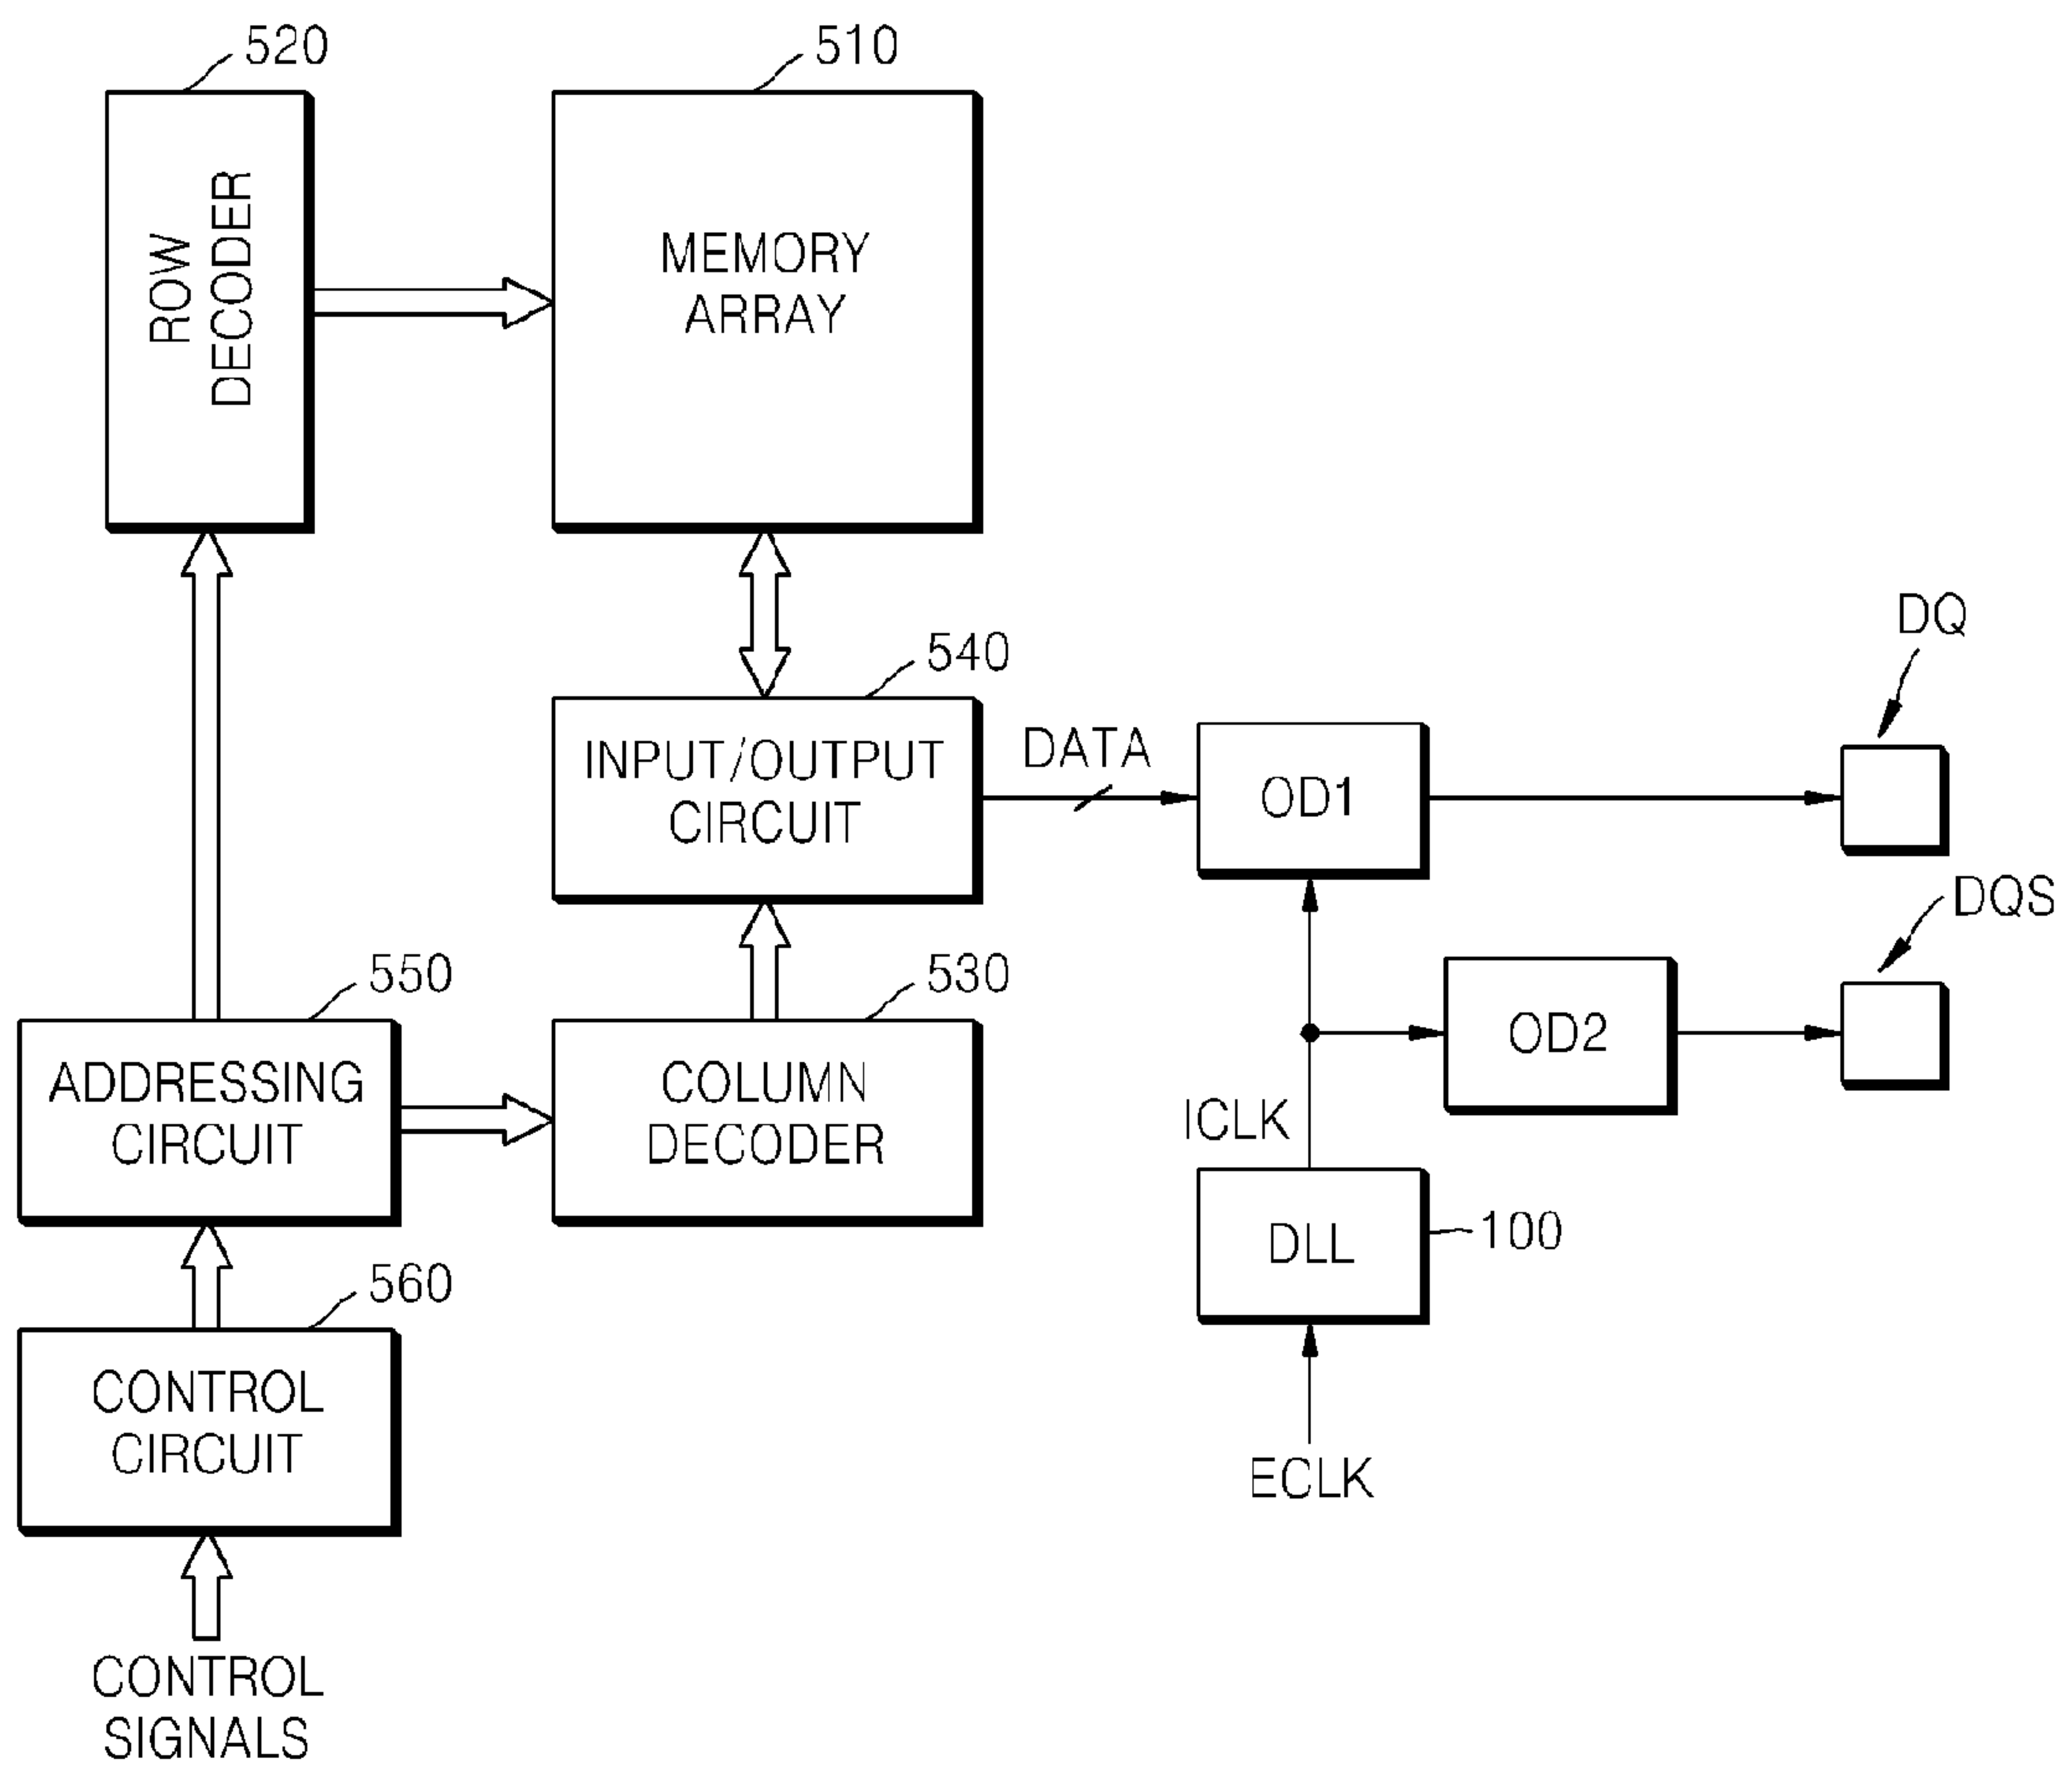 520
510
ROW
DECODER
MEMORY
ARRAY
DQ
540
INPUT/OUTPUT
CIRCUIT
DATA
OD1
DQS
550
530
ADDRESSING
CIRCUIT
COLUMN
DECODER
OD2
ICLK
DLL
100
560
CONTROL
CIRCUIT
ECLK
CONTROL
SIGNALS